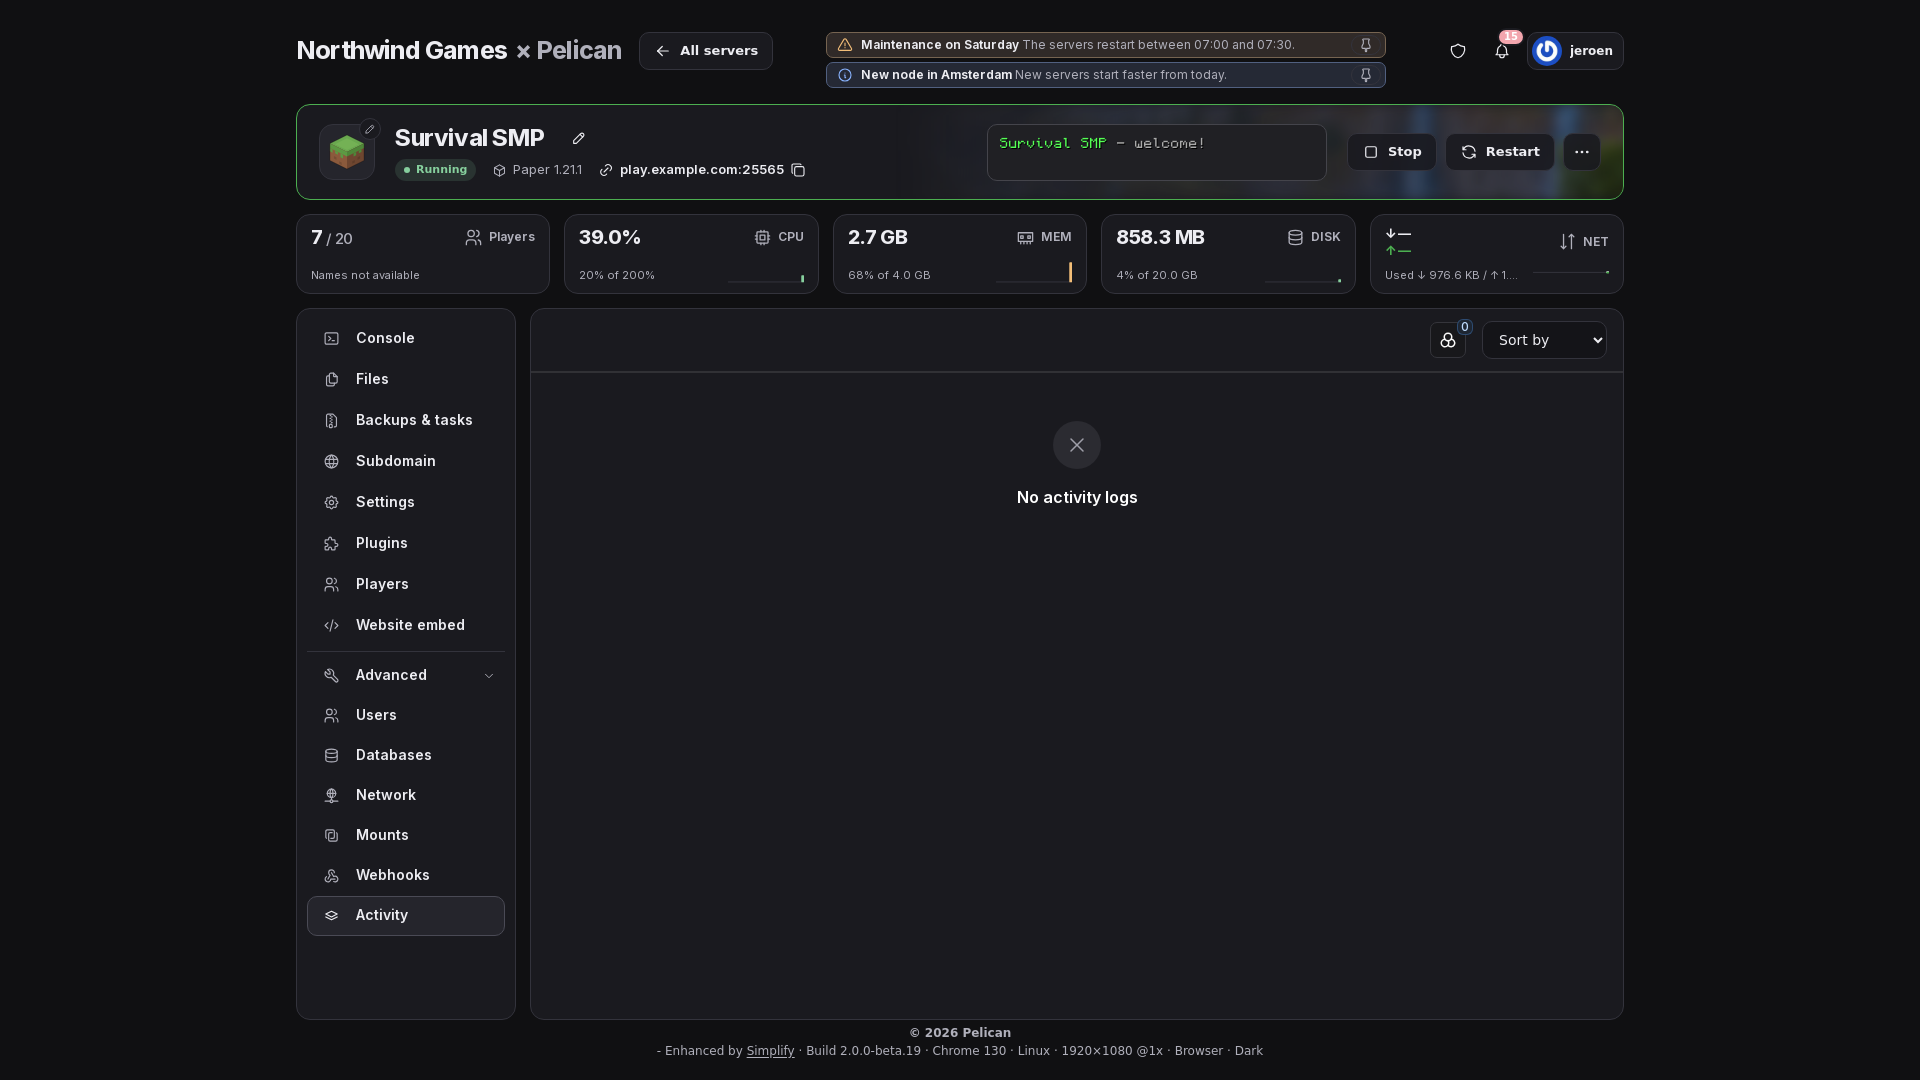 Northwind Games × Pelican
All servers
Maintenance on Saturday The servers restart between 07:00 and 07:30.
New node in Amsterdam New servers start faster from today.
15
jeroen
Survival SMP
Running
Paper 1.21.1
play.example.com:25565
Survival SMP - welcome!
Stop
Restart
7 / 20
Players
Names not available
39.0%
CPU
20% of 200%
2.7 GB
MEM
68% of 4.0 GB
858.3 MB
DISK
4% of 20.0 GB
↓—
↑—
NET
Used ↓ 976.6 KB / ↑ 1....
Console
Files
Backups & tasks
Subdomain
Settings
Plugins
Players
Website embed
Advanced
Users
Databases
Network
Mounts
Webhooks
Activity
0
Sort by
No activity logs
© 2026 Pelican
- Enhanced by Simplify · Build 2.0.0-beta.19 · Chrome 130 · Linux · 1920×1080 @1x · Browser · Dark